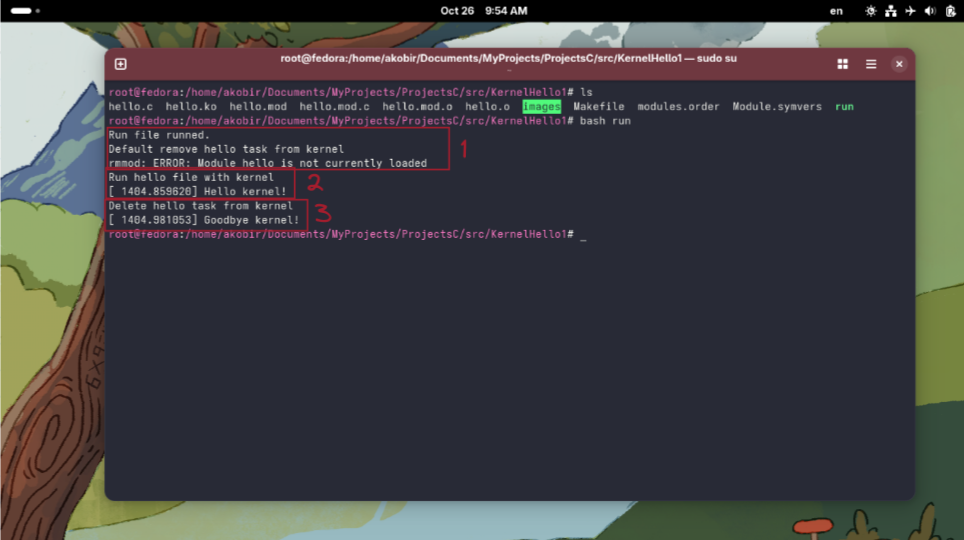 Oct 26 9:54 AM
en
root@fedora:/home/akobir/Documents/MyProjects/ProjectsC/src/KernelHello1 — sudo su
root@fedora:/home/akobir/Documents/MyProjects/ProjectsC/src/KernelHello1# ls
hello.c hello.ko hello.mod hello.mod.c hello.mod.o hello.o images Makefile modules.order Module.symvers run
root@fedora:/home/akobir/Documents/MyProjects/ProjectsC/src/KernelHello1# bash run
Run file runned.
Default remove hello task from kernel
rmmod: ERROR: Module hello is not currently loaded
1
Run hello file with kernel
[ 1404.859620] Hello kernel!
2
Delete hello task from kernel
[ 1404.981053] Goodbye kernel!
3
root@fedora:/home/akobir/Documents/MyProjects/ProjectsC/src/KernelHello1# _
6x9=